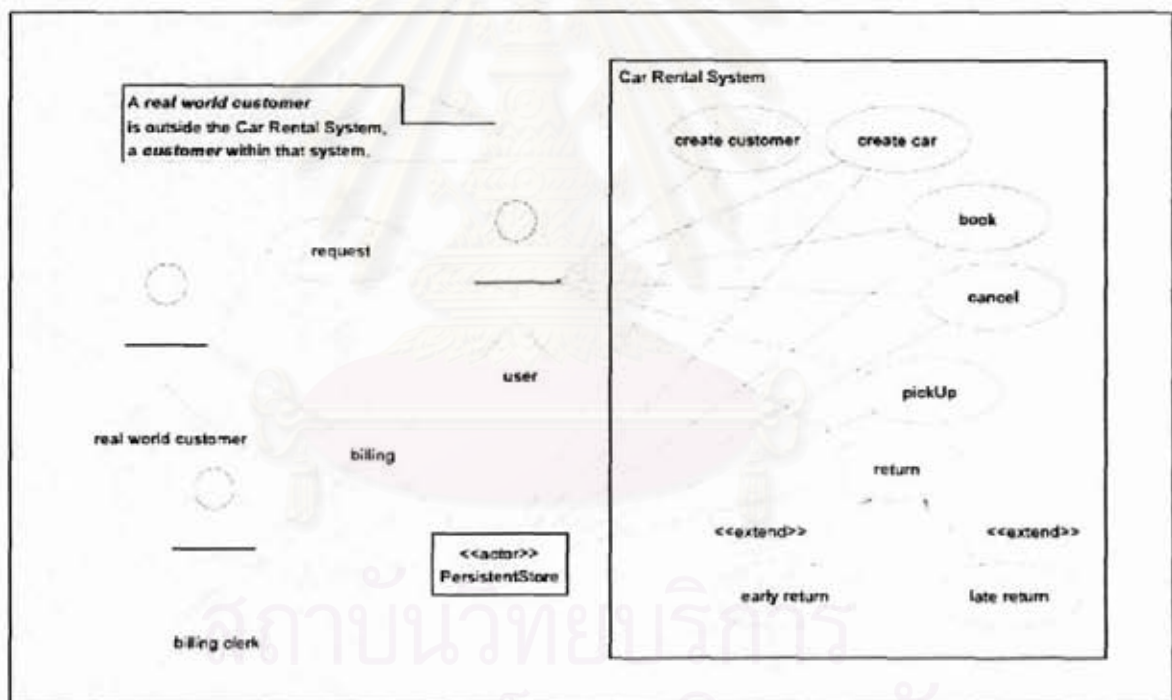 A real world customer
is outside the Car Rental System,
a customer within that system.
Car Rental System
create customer
create car
book
request
cancel
user
pickUp
real world customer
billing
return
<<extend>>
<<extend>>
<<actor>>
PersistentStore
early return
late return
billing clerk
สถาบันวิทยบริการ